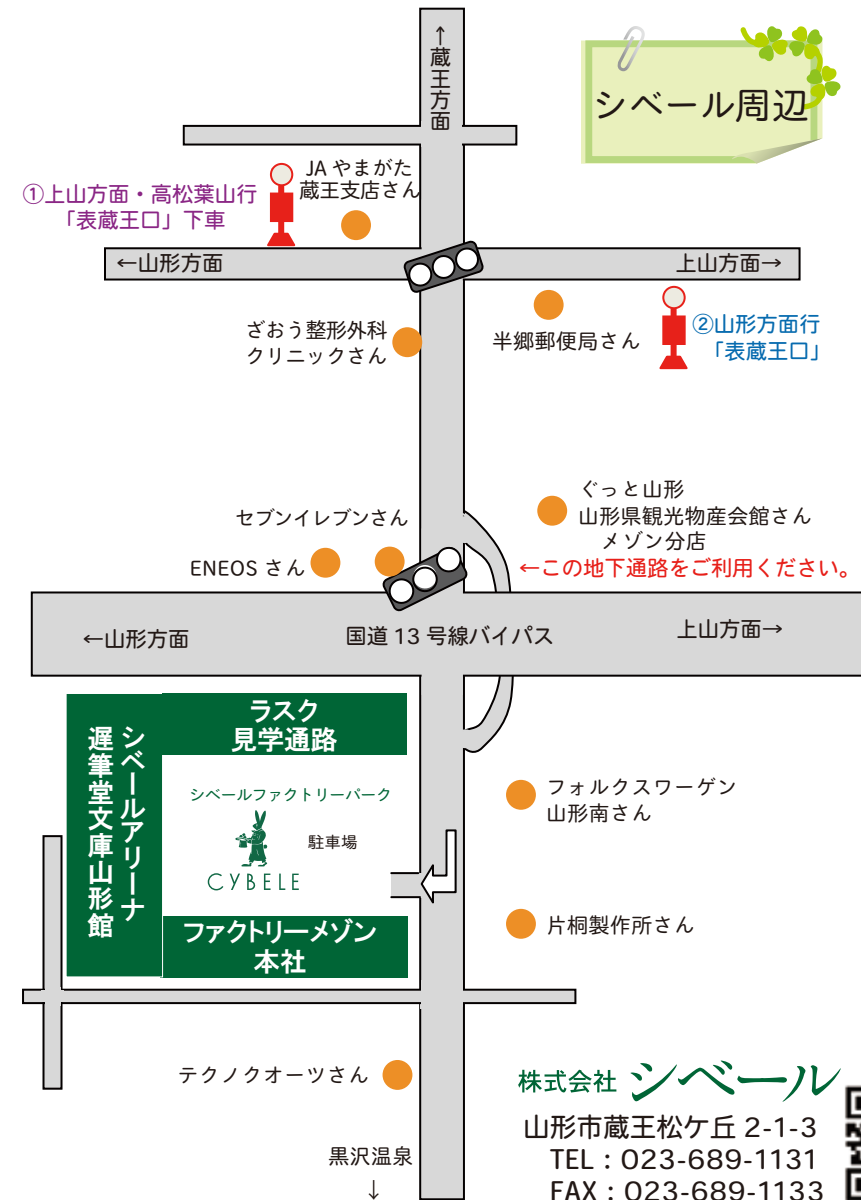 ↑蔵王方面
シベール周辺
JAやまがた
蔵王支店さん
①上山方面・高松葉山行
「表蔵王口」下車
←山形方面
上山方面→
ざおう整形外科
クリニックさん
半郷郵便局さん
②山形方面行
「表蔵王口」
ぐっと山形
山形県観光物産会館さん
メゾン分店
←この地下通路をご利用ください。
セブンイレブンさん
ENEOSさん
←山形方面
国道13号線バイパス
上山方面→
ラスク
見学通路
シベールアリーナ
遅筆堂文庫山形館
シベールファクトリーパーク
駐車場
CYBELE
ファクトリーメゾン
本社
フォルクスワーゲン
山形南さん
片桐製作所さん
テクノクオーツさん
黒沢温泉
↓
株式会社 シベール
山形市蔵王松ケ丘 2-1-3
TEL：023-689-1131
FAX：023-689-1133